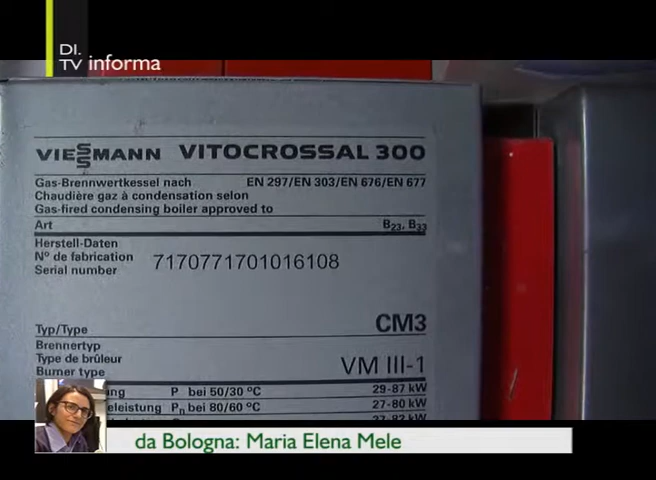 DI.
TV informa
VIESSMANN VITOCROSSAL 300
Gas-Brennwertkessel nach EN 297/EN 303/EN 676/EN 677
Chaudière gaz à condensation selon
Gas-fired condensing boiler approved to
Art B23, B33
Herstell-Daten
N° de fabrication
Serial number 7170771701016108
Typ/Type CM3
Brennertyp
Type de brûleur
Burner type VM III-1
P bei 50/30 °C 29-87 kW
Pn bei 80/60 °C 27-80 kW
da Bologna: Maria Elena Mele